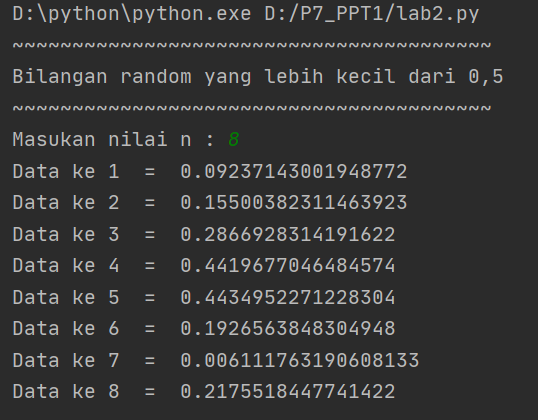 D:\python\python.exe D:/P7_PPT1/lab2.py
~~~~~~~~~~~~~~~~~~~~~~~~~~~~~~~~~~~~~~~~
Bilangan random yang lebih kecil dari 0,5
~~~~~~~~~~~~~~~~~~~~~~~~~~~~~~~~~~~~~~~~
Masukan nilai n : 8
Data ke 1  =  0.09237143001948772
Data ke 2  =  0.15500382311463923
Data ke 3  =  0.2866928314191622
Data ke 4  =  0.4419677046484574
Data ke 5  =  0.4434952271228304
Data ke 6  =  0.1926563848304948
Data ke 7  =  0.006111763190608133
Data ke 8  =  0.2175518447741422